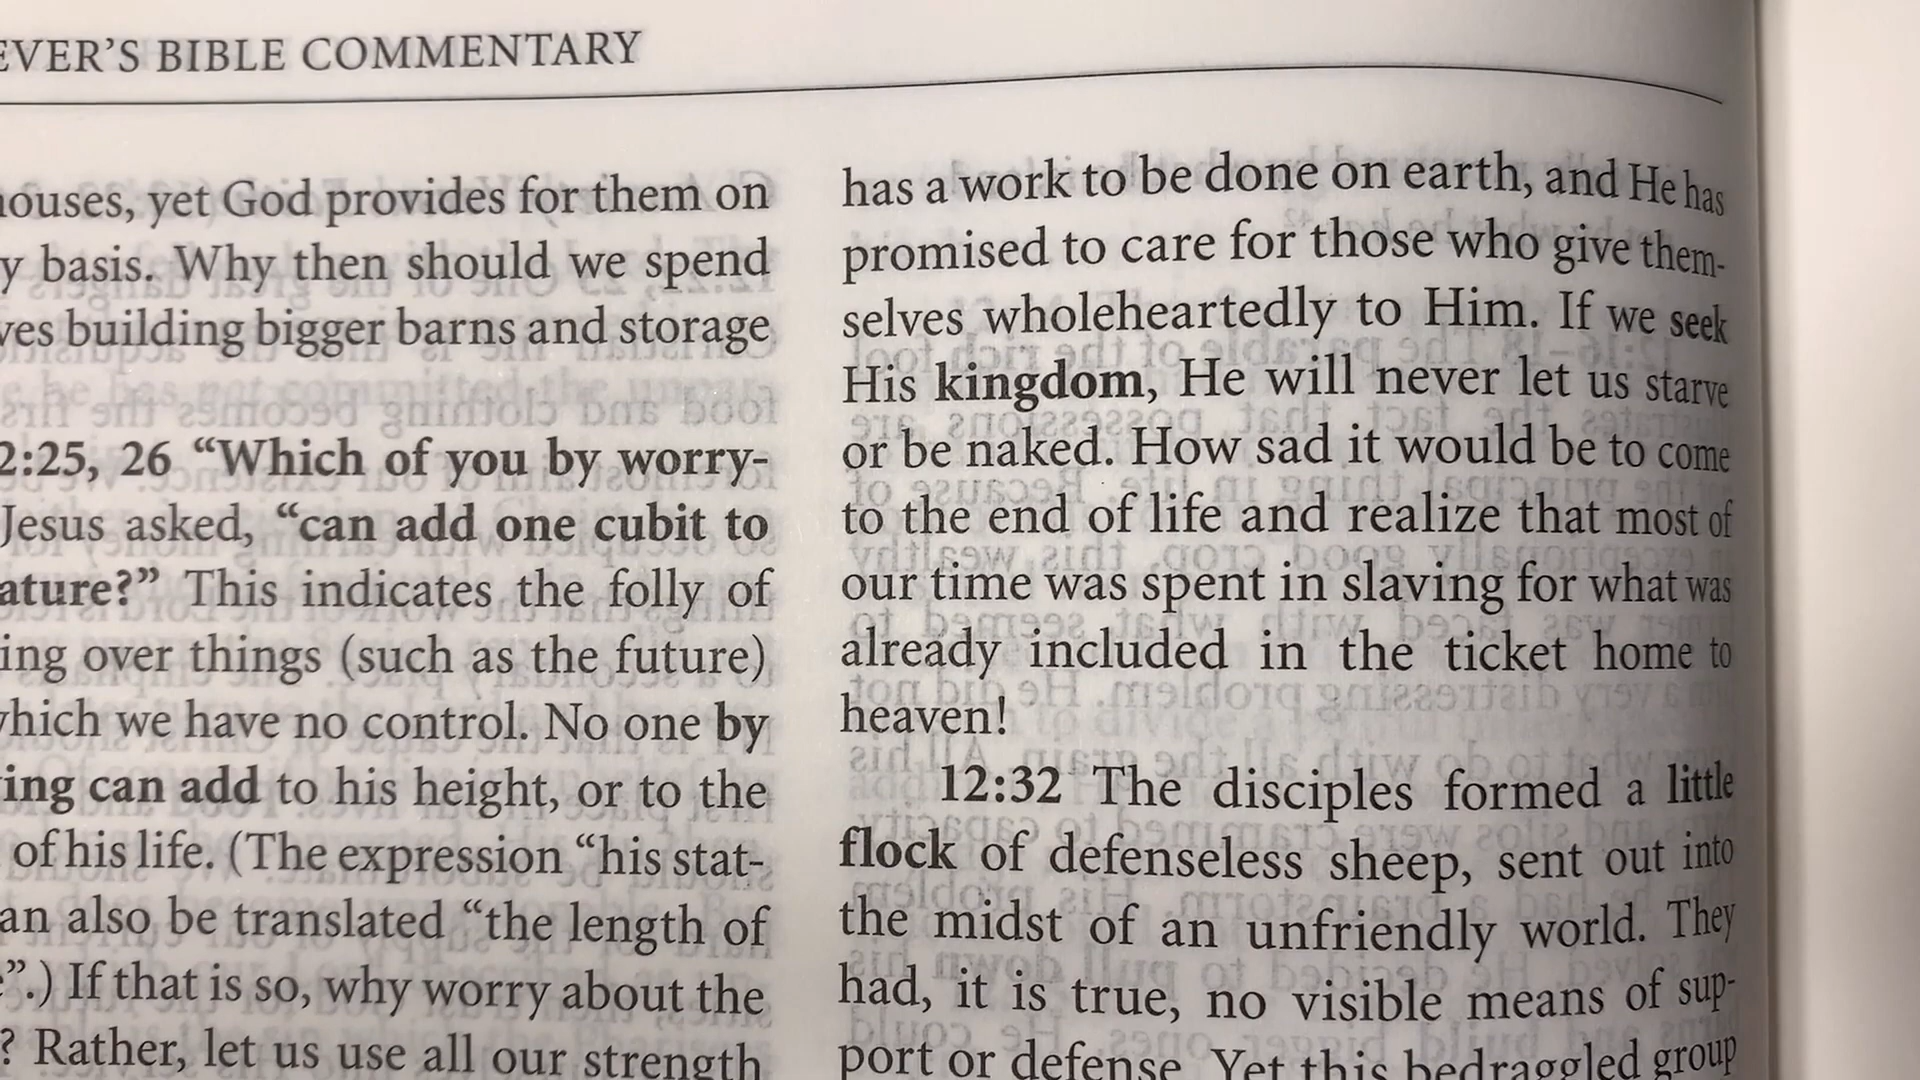 BIBLE COMMENTARY
yet God provides for them on
basis. Why then should we spend
building bigger barns and storage
2:25, 26 “Which of you by worry-
Jesus asked, “can add one cubit to
ature?” This indicates the folly of
ing over things (such as the future)
which we have no control. No one by
ing can add to his height, or to the
of his life. (The expression “his stat-
an also be translated “the length of
”.) If that is so, why worry about the
? Rather, let us use all our strength
has a work to be done on earth, and He has
promised to care for those who give them-
selves wholeheartedly to Him. If we seek
His kingdom, He will never let us starve
or be naked. How sad it would be to come
to the end of life and realize that most of
our time was spent in slaving for what was
already included in the ticket home to
heaven!
12:32 The disciples formed a little
flock of defenseless sheep, sent out into
the midst of an unfriendly world. They
had, it is true, no visible means of sup-
port or defense. Yet this bedraggled group